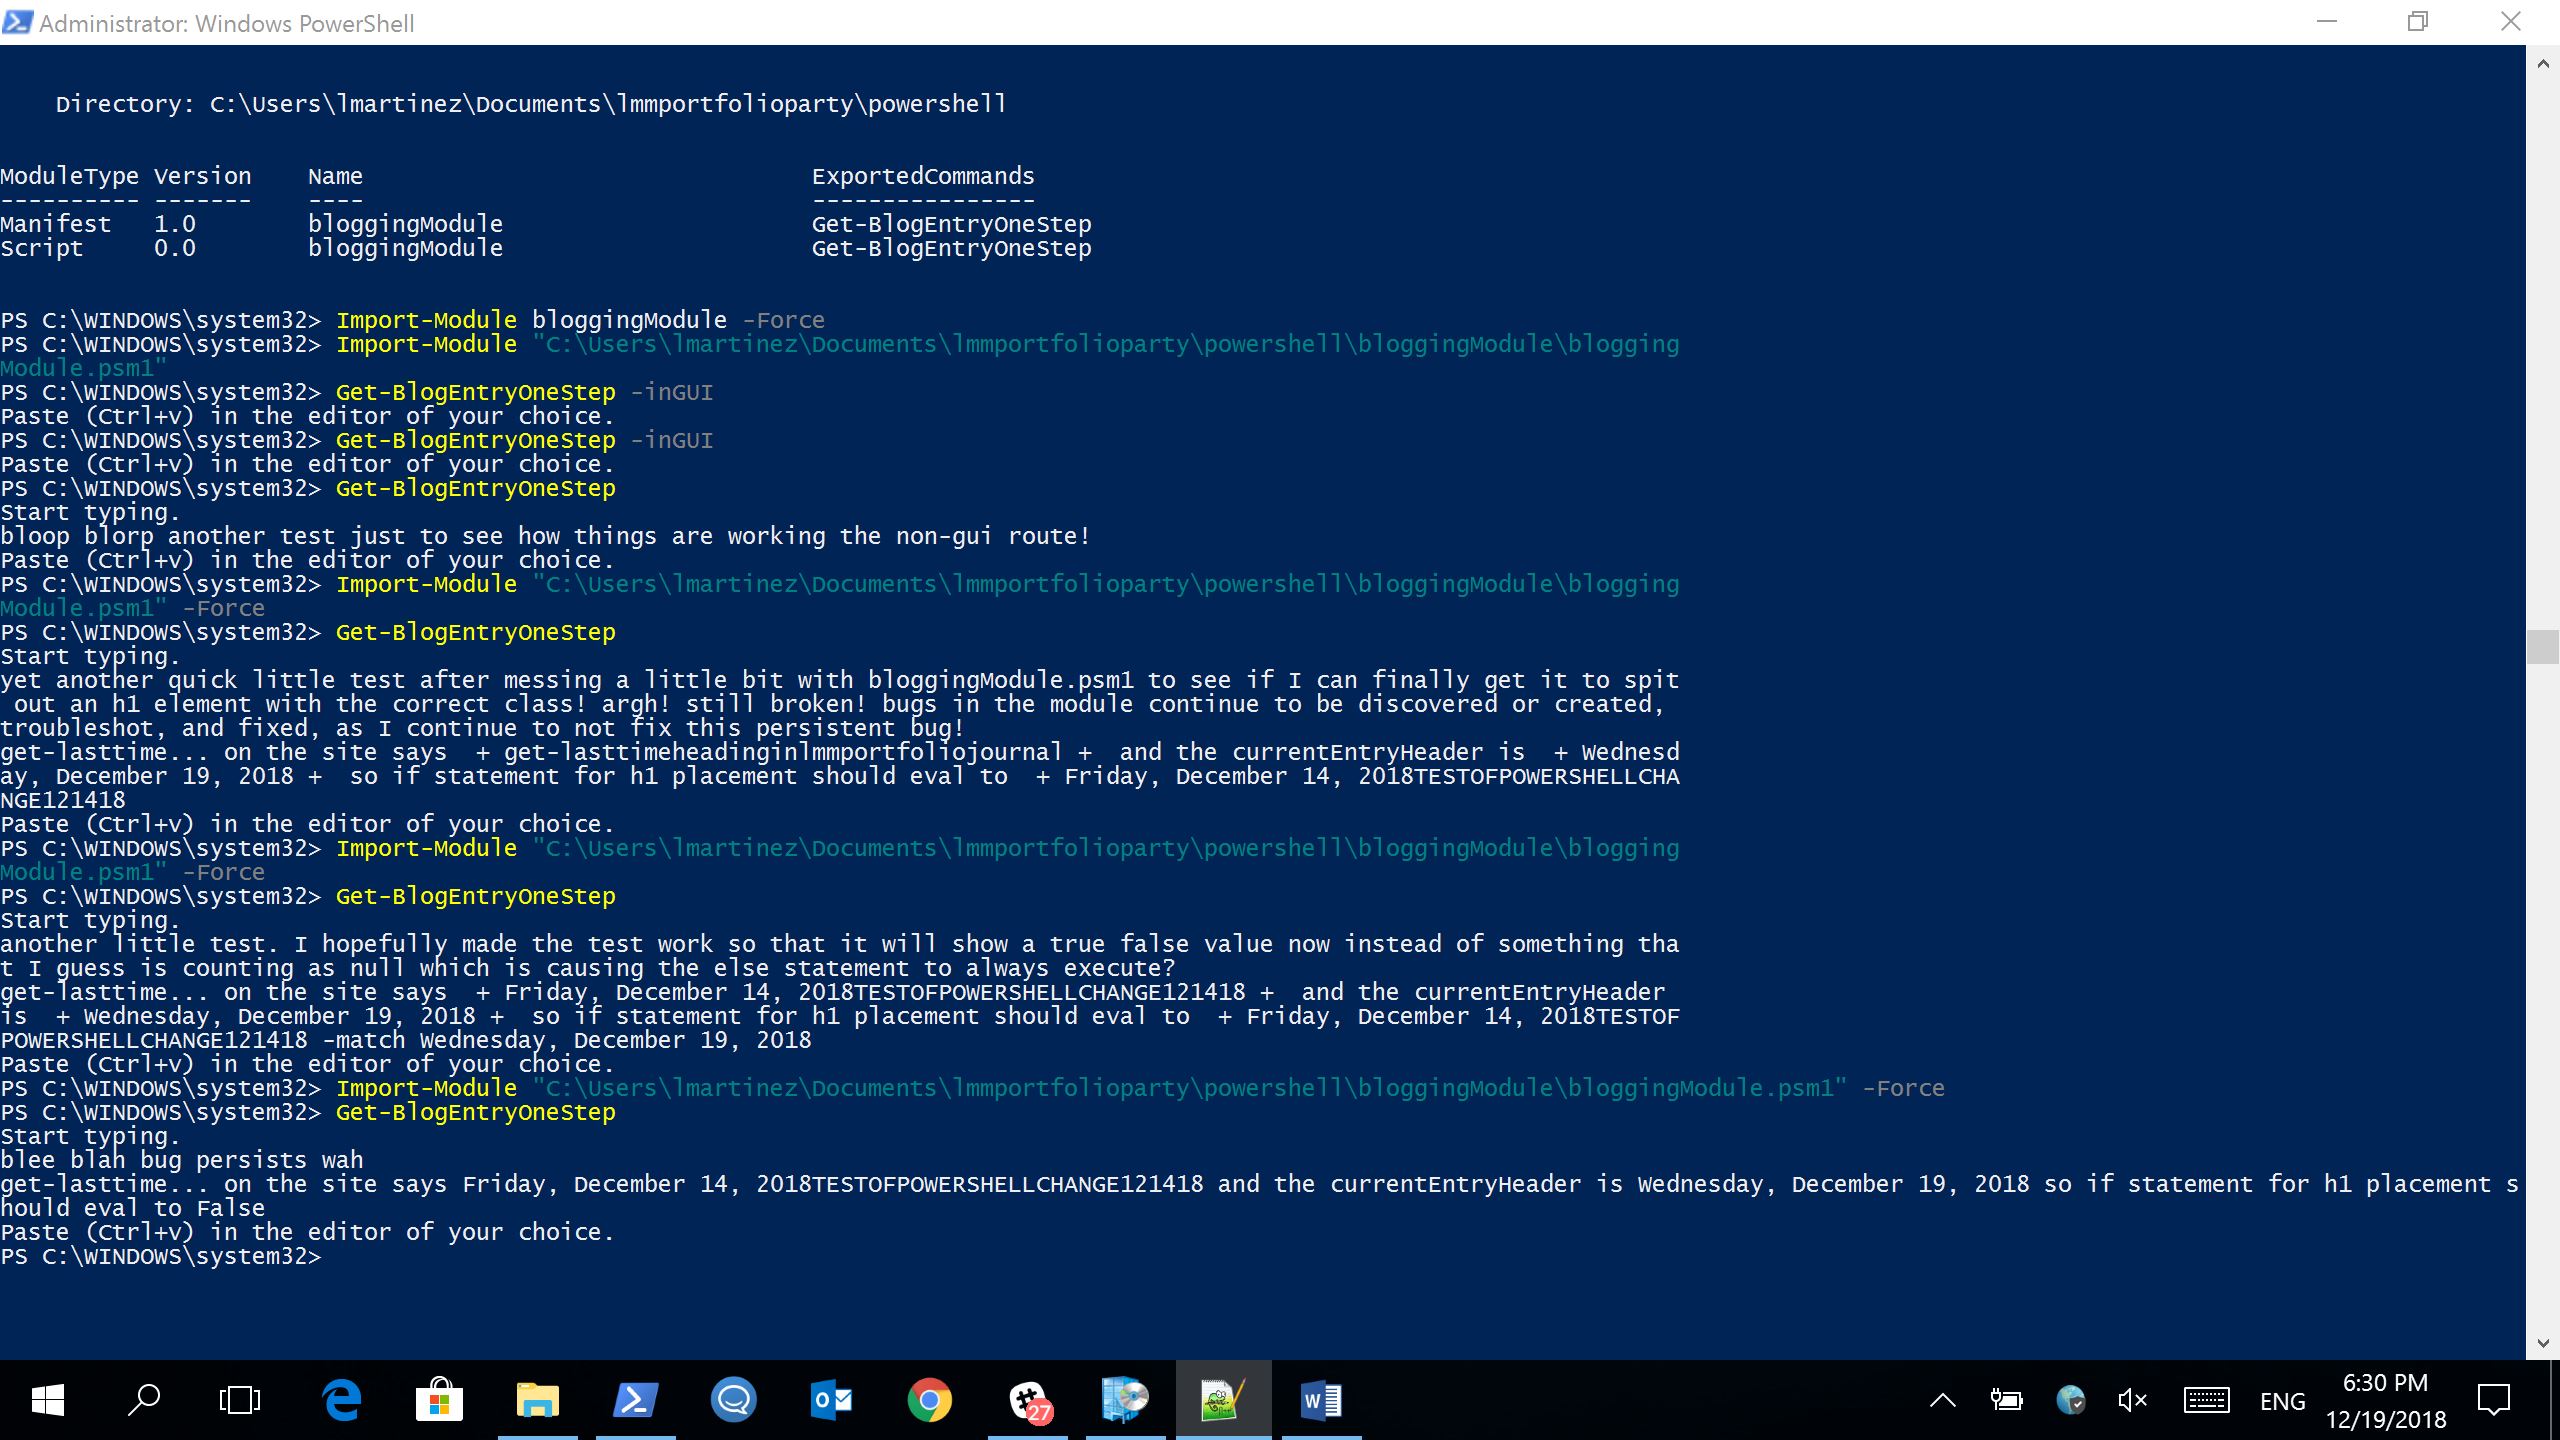 Administrator: Windows PowerShell
Directory: C:\Users\lmartinez\Documents\lmmportfolioparty\powershell
ModuleType Version    Name                                ExportedCommands
---------- -------    ----                                ----------------
Manifest   1.0        bloggingModule                      Get-BlogEntryOneStep
Script     0.0        bloggingModule                      Get-BlogEntryOneStep
PS C:\WINDOWS\system32> Import-Module bloggingModule -Force
PS C:\WINDOWS\system32> Import-Module "C:\Users\lmartinez\Documents\lmmportfolioparty\powershell\bloggingModule\blogging
Module.psm1"
PS C:\WINDOWS\system32> Get-BlogEntryOneStep -inGUI
Paste (Ctrl+v) in the editor of your choice.
PS C:\WINDOWS\system32> Get-BlogEntryOneStep -inGUI
Paste (Ctrl+v) in the editor of your choice.
PS C:\WINDOWS\system32> Get-BlogEntryOneStep
Start typing.
bloop blorp another test just to see how things are working the non-gui route!
Paste (Ctrl+v) in the editor of your choice.
PS C:\WINDOWS\system32> Import-Module "C:\Users\lmartinez\Documents\lmmportfolioparty\powershell\bloggingModule\blogging
Module.psm1" -Force
PS C:\WINDOWS\system32> Get-BlogEntryOneStep
Start typing.
yet another quick little test after messing a little bit with bloggingModule.psm1 to see if I can finally get it to spit
 out an h1 element with the correct class! argh! still broken! bugs in the module continue to be discovered or created,
troubleshot, and fixed, as I continue to not fix this persistent bug!
get-lasttime... on the site says  + get-lasttimeheadinginlmmportfoliojournal +  and the currentEntryHeader is  + Wednesd
ay, December 19, 2018 +  so if statement for h1 placement should eval to  + Friday, December 14, 2018TESTOFPOWERSHELLCHA
NGE121418
Paste (Ctrl+v) in the editor of your choice.
PS C:\WINDOWS\system32> Import-Module "C:\Users\lmartinez\Documents\lmmportfolioparty\powershell\bloggingModule\blogging
Module.psm1" -Force
PS C:\WINDOWS\system32> Get-BlogEntryOneStep
Start typing.
another little test. I hopefully made the test work so that it will show a true false value now instead of something tha
t I guess is counting as null which is causing the else statement to always execute?
get-lasttime... on the site says  + Friday, December 14, 2018TESTOFPOWERSHELLCHANGE121418 +  and the currentEntryHeader
is  + Wednesday, December 19, 2018 +  so if statement for h1 placement should eval to  + Friday, December 14, 2018TESTOF
POWERSHELLCHANGE121418 -match Wednesday, December 19, 2018
Paste (Ctrl+v) in the editor of your choice.
PS C:\WINDOWS\system32> Import-Module "C:\Users\lmartinez\Documents\lmmportfolioparty\powershell\bloggingModule\bloggingModule.psm1" -Force
PS C:\WINDOWS\system32> Get-BlogEntryOneStep
Start typing.
blee blah bug persists wah
get-lasttime... on the site says Friday, December 14, 2018TESTOFPOWERSHELLCHANGE121418 and the currentEntryHeader is Wednesday, December 19, 2018 so if statement for h1 placement s
hould eval to False
Paste (Ctrl+v) in the editor of your choice.
PS C:\WINDOWS\system32>
27
ENG
6:30 PM
12/19/2018